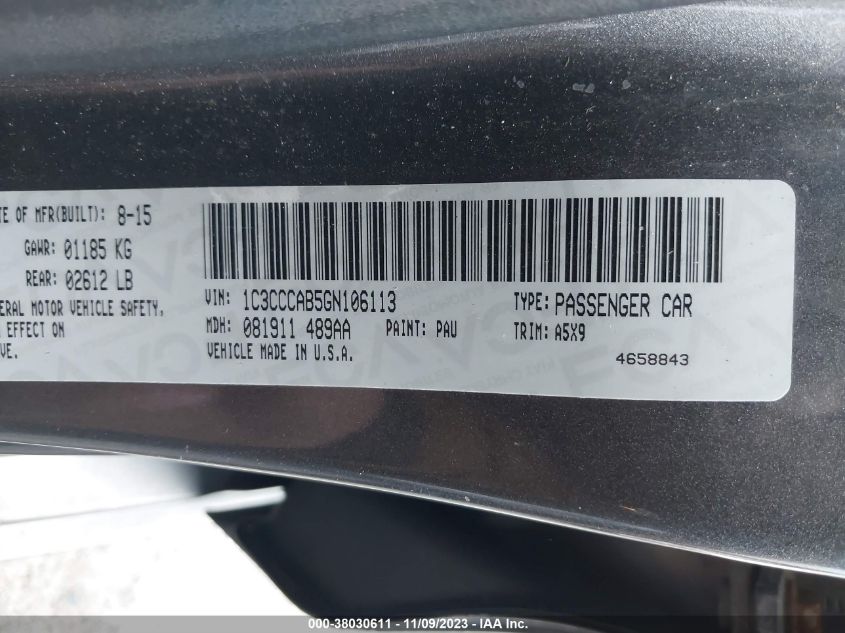 TE OF MFR(BUILT): 8-15
GAWR: 01185 KG
REAR: 02612 LB
ERAL MOTOR VEHICLE SAFETY,
EFFECT ON
VE.
VIN: 1C3CCCAB5GN106113 TYPE: PASSENGER CAR
MDH: 081911 489AA PAINT: PAU TRIM: A5X9
VEHICLE MADE IN U.S.A.
4658843
000-38030611 - 11/09/2023 - IAA Inc.